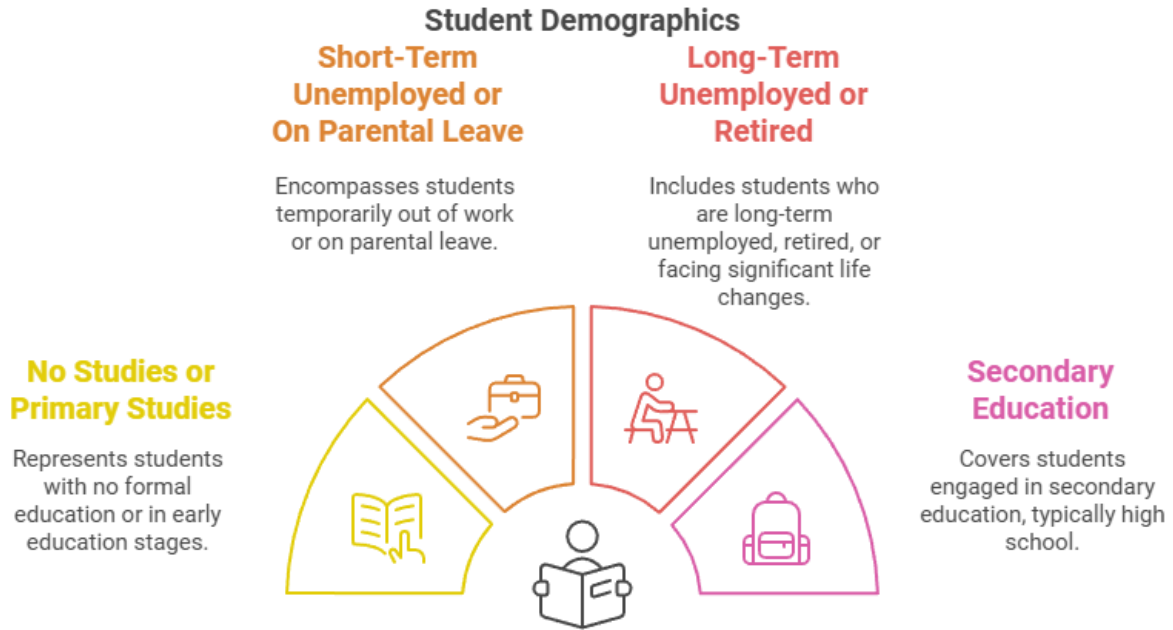 Student Demographics
Short-Term
Unemployed or
On Parental Leave
Encompasses students
temporarily out of work
or on parental leave.
Long-Term
Unemployed or
Retired
Includes students who
are long-term
unemployed, retired, or
facing significant life
changes.
No Studies or
Primary Studies
Represents students
with no formal
education or in early
education stages.
Secondary
Education
Covers students
engaged in secondary
education, typically high
school.